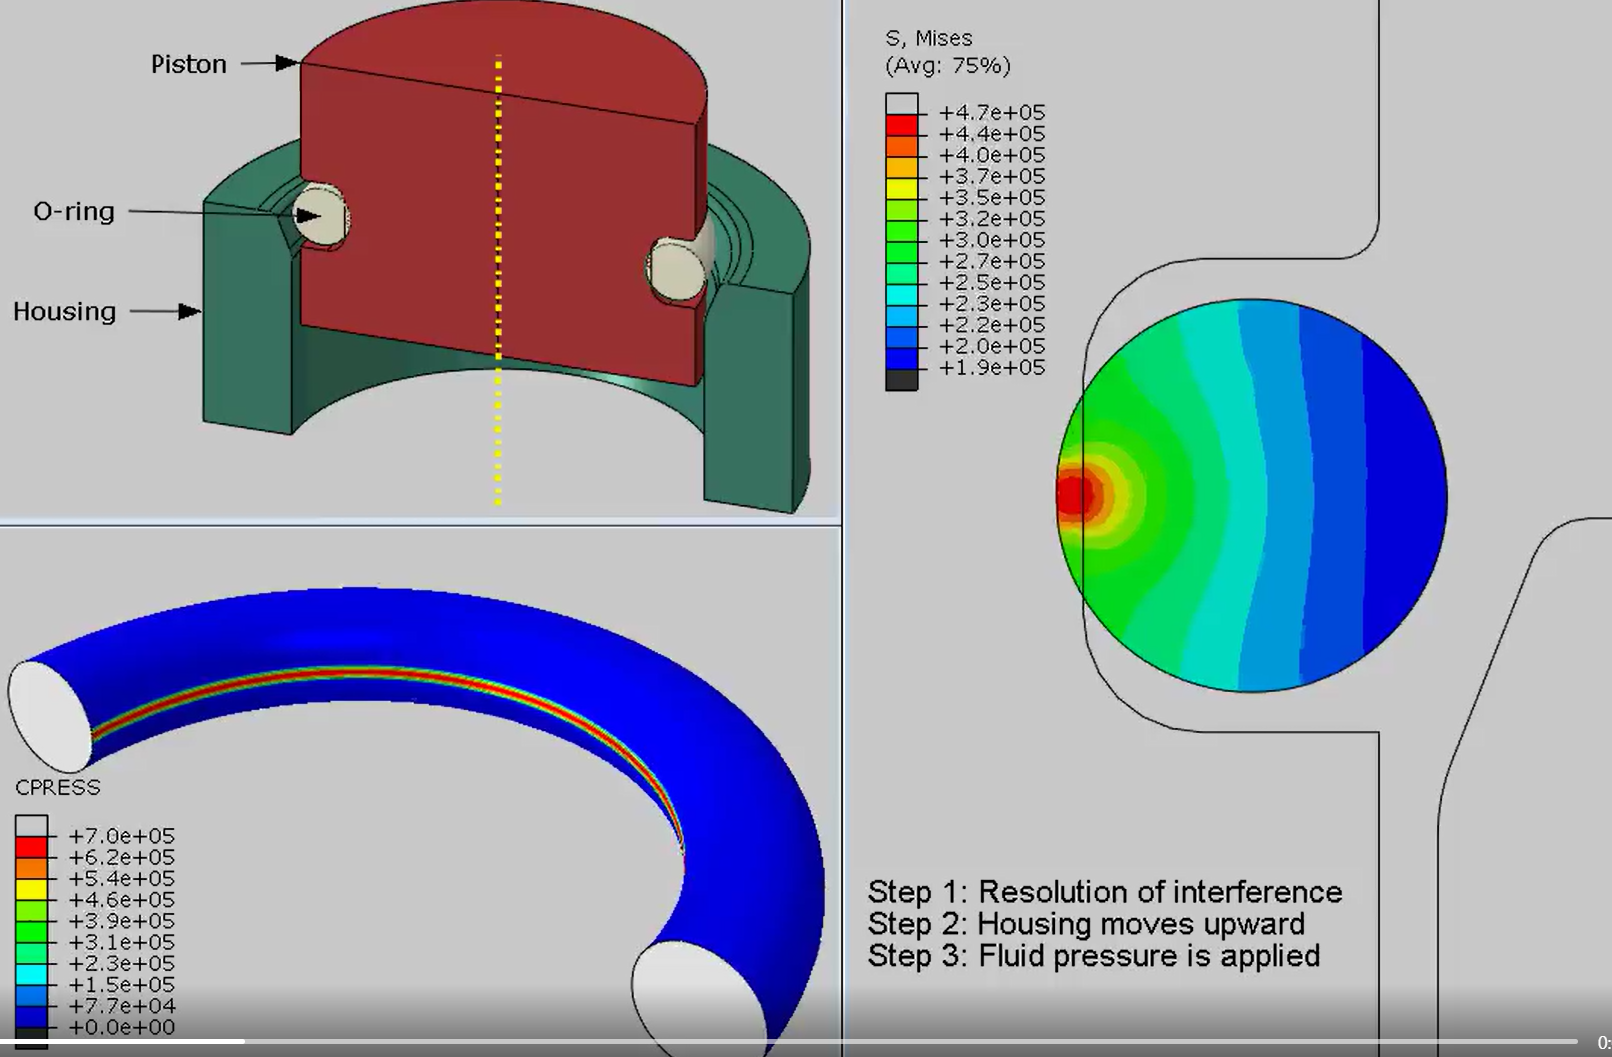 Piston
O-ring
Housing
S, Mises
(Avg: 75%)
+4.7e+05
+4.4e+05
+4.0e+05
+3.7e+05
+3.5e+05
+3.2e+05
+3.0e+05
+2.7e+05
+2.5e+05
+2.3e+05
+2.2e+05
+2.0e+05
+1.9e+05
CPRESS
+7.0e+05
+6.2e+05
+5.4e+05
+4.6e+05
+3.9e+05
+3.1e+05
+2.3e+05
+1.5e+05
+7.7e+04
+0.0e+00
Step 1: Resolution of interference
Step 2: Housing moves upward
Step 3: Fluid pressure is applied
0: